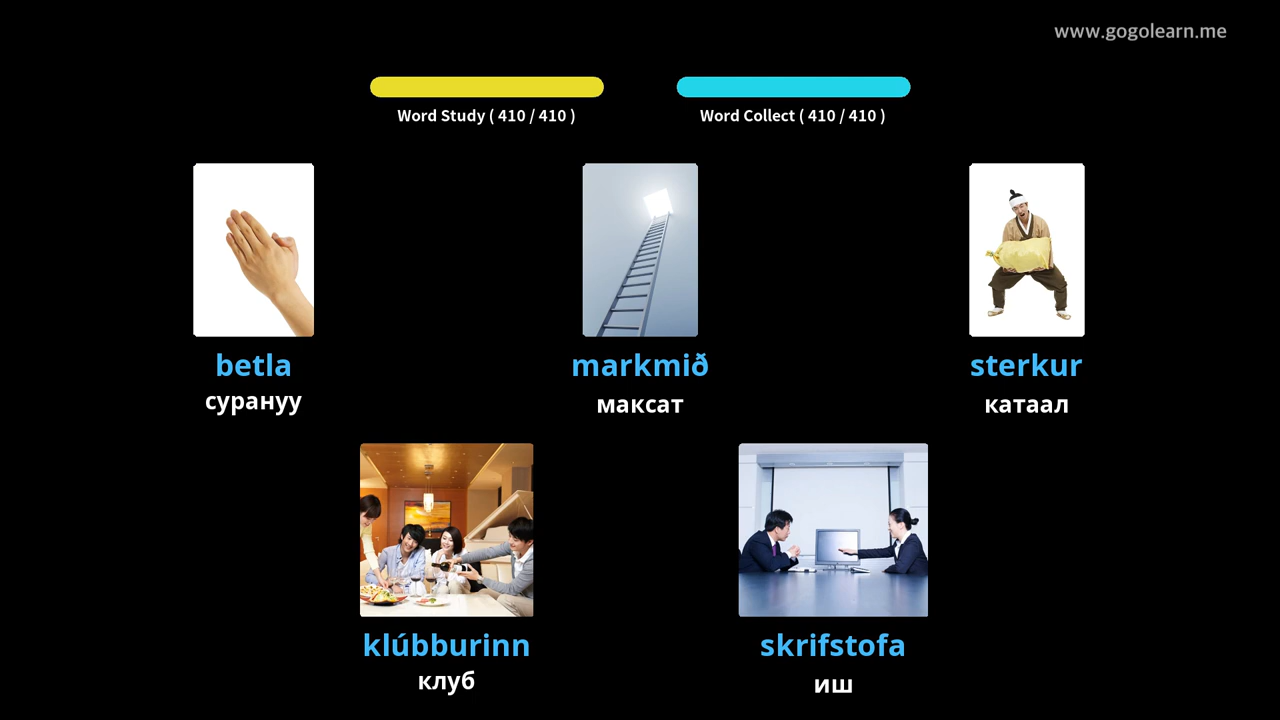 www.gogolearn.me
Word Study ( 410 / 410 )
Word Collect ( 410 / 410 )
betla
сурануу
markmið
максат
sterkur
катаал
klúbburinn
клуб
skrifstofa
иш